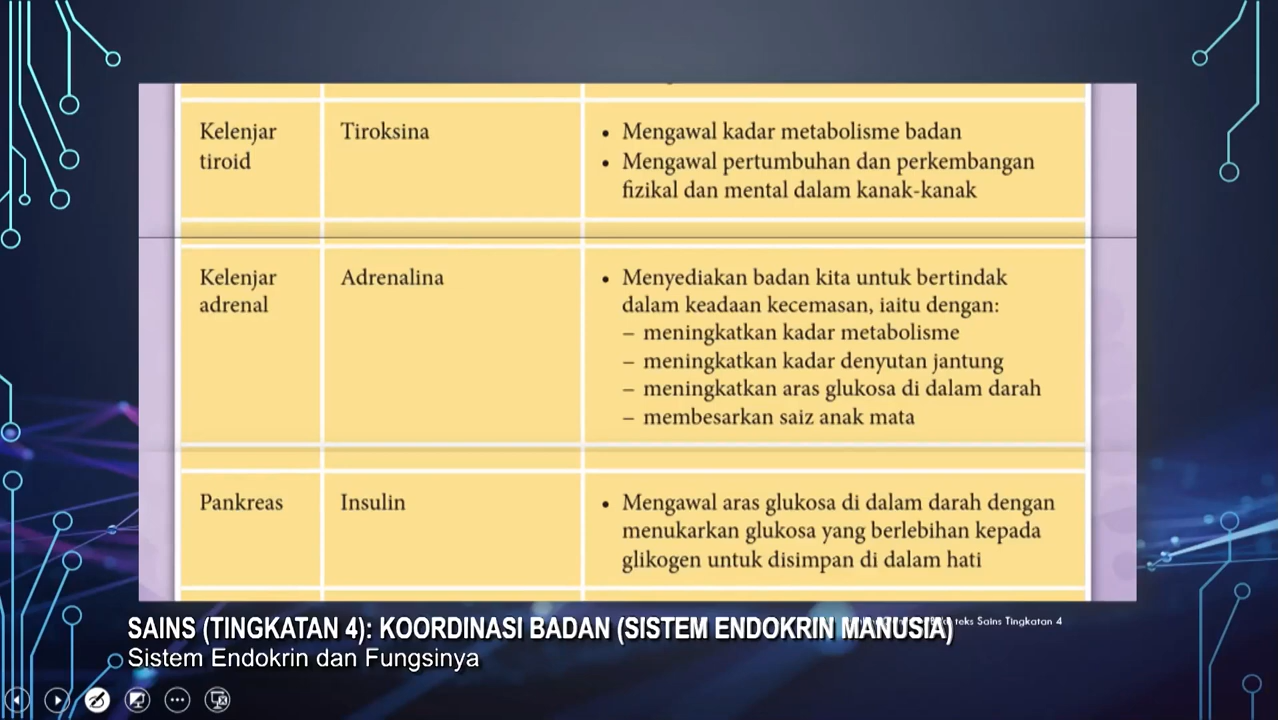 Kelenjar
tiroid
Tiroksina
• Mengawal kadar metabolisme badan
• Mengawal pertumbuhan dan perkembangan
fizikal dan mental dalam kanak-kanak
Kelenjar
adrenal
Adrenalina
• Menyediakan badan kita untuk bertindak
dalam keadaan kecemasan, iaitu dengan:
– meningkatkan kadar metabolisme
– meningkatkan kadar denyutan jantung
– meningkatkan aras glukosa di dalam darah
– membesarkan saiz anak mata
Pankreas
Insulin
• Mengawal aras glukosa di dalam darah dengan
menukarkan glukosa yang berlebihan kepada
glikogen untuk disimpan di dalam hati
teks Sains Tingkatan 4
SAINS (TINGKATAN 4): KOORDINASI BADAN (SISTEM ENDOKRIN MANUSIA)
Sistem Endokrin dan Fungsinya